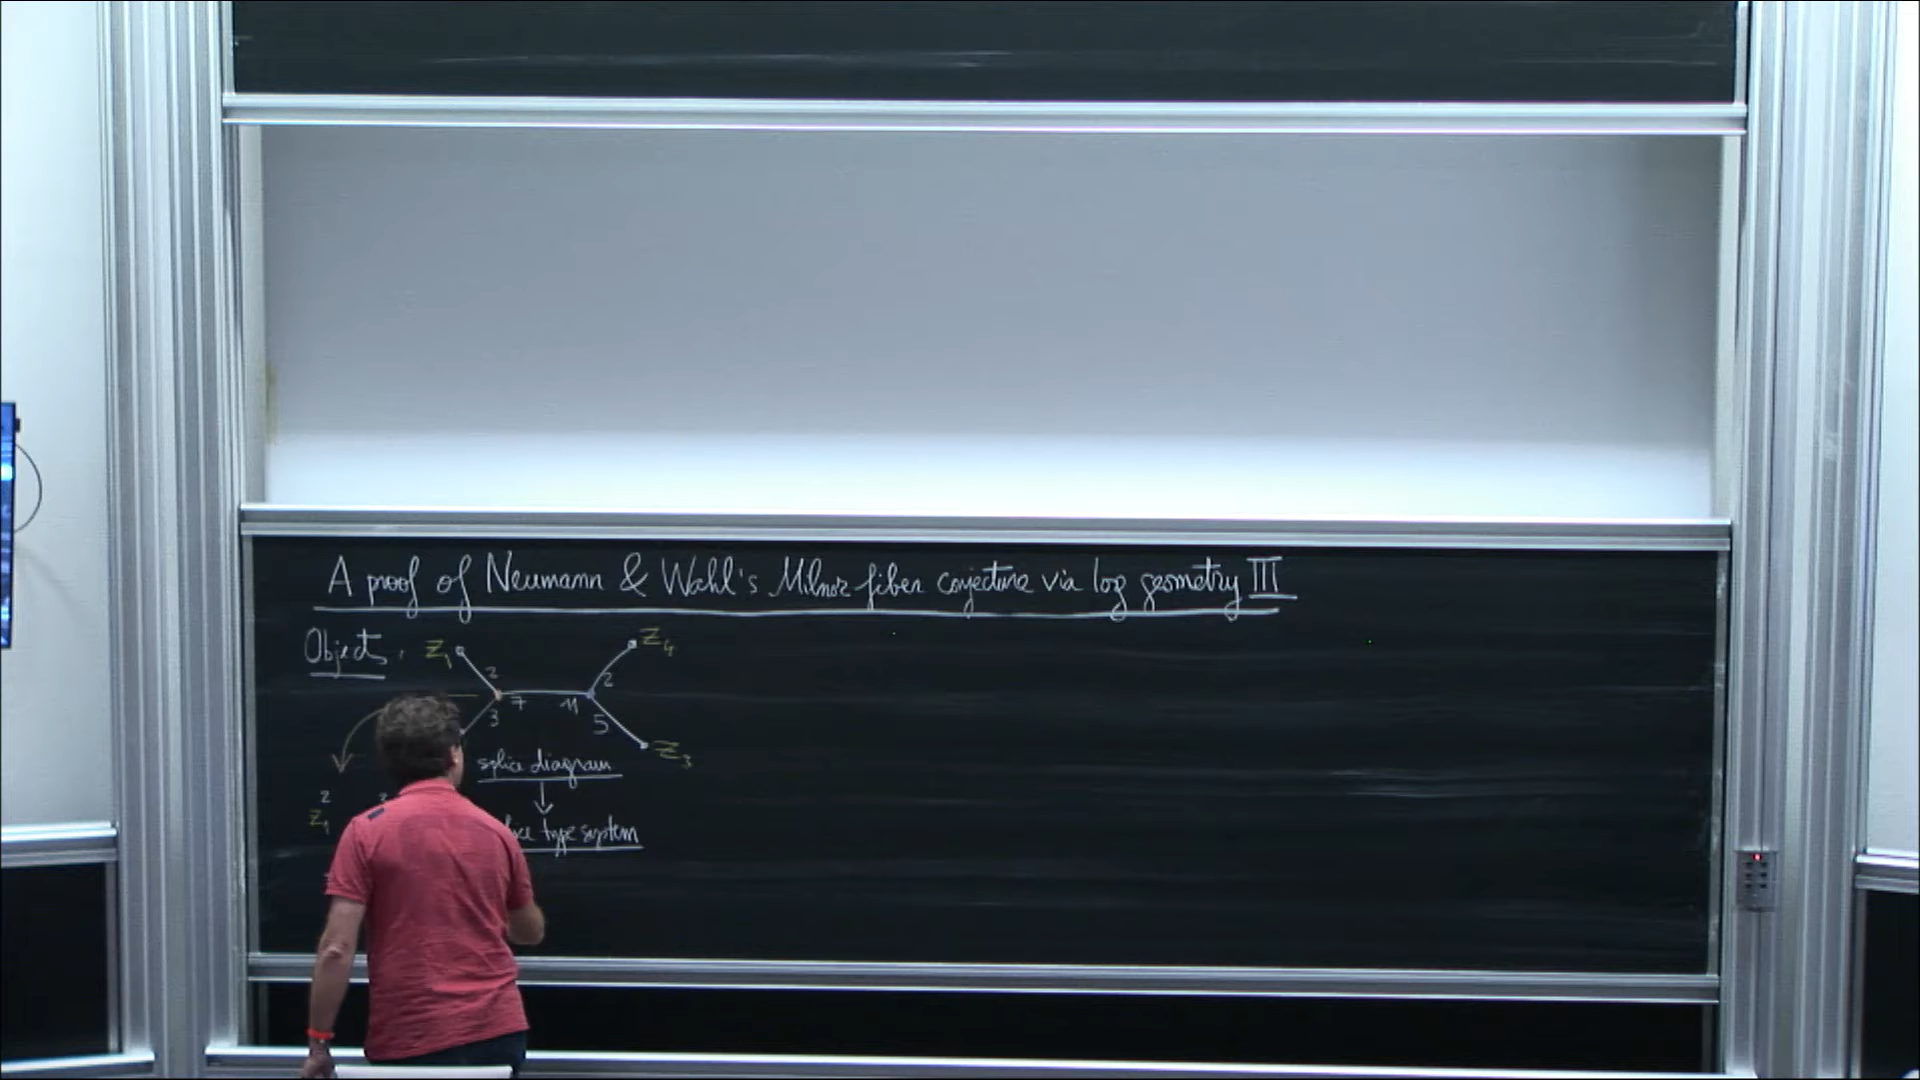 A proof of Neumann & Wahl's Milnor fiber conjecture via log geometry III
Objects:
Z1 2 3 7 11 2 5 Z4 Z3
splice diagram
type system
2
Z1